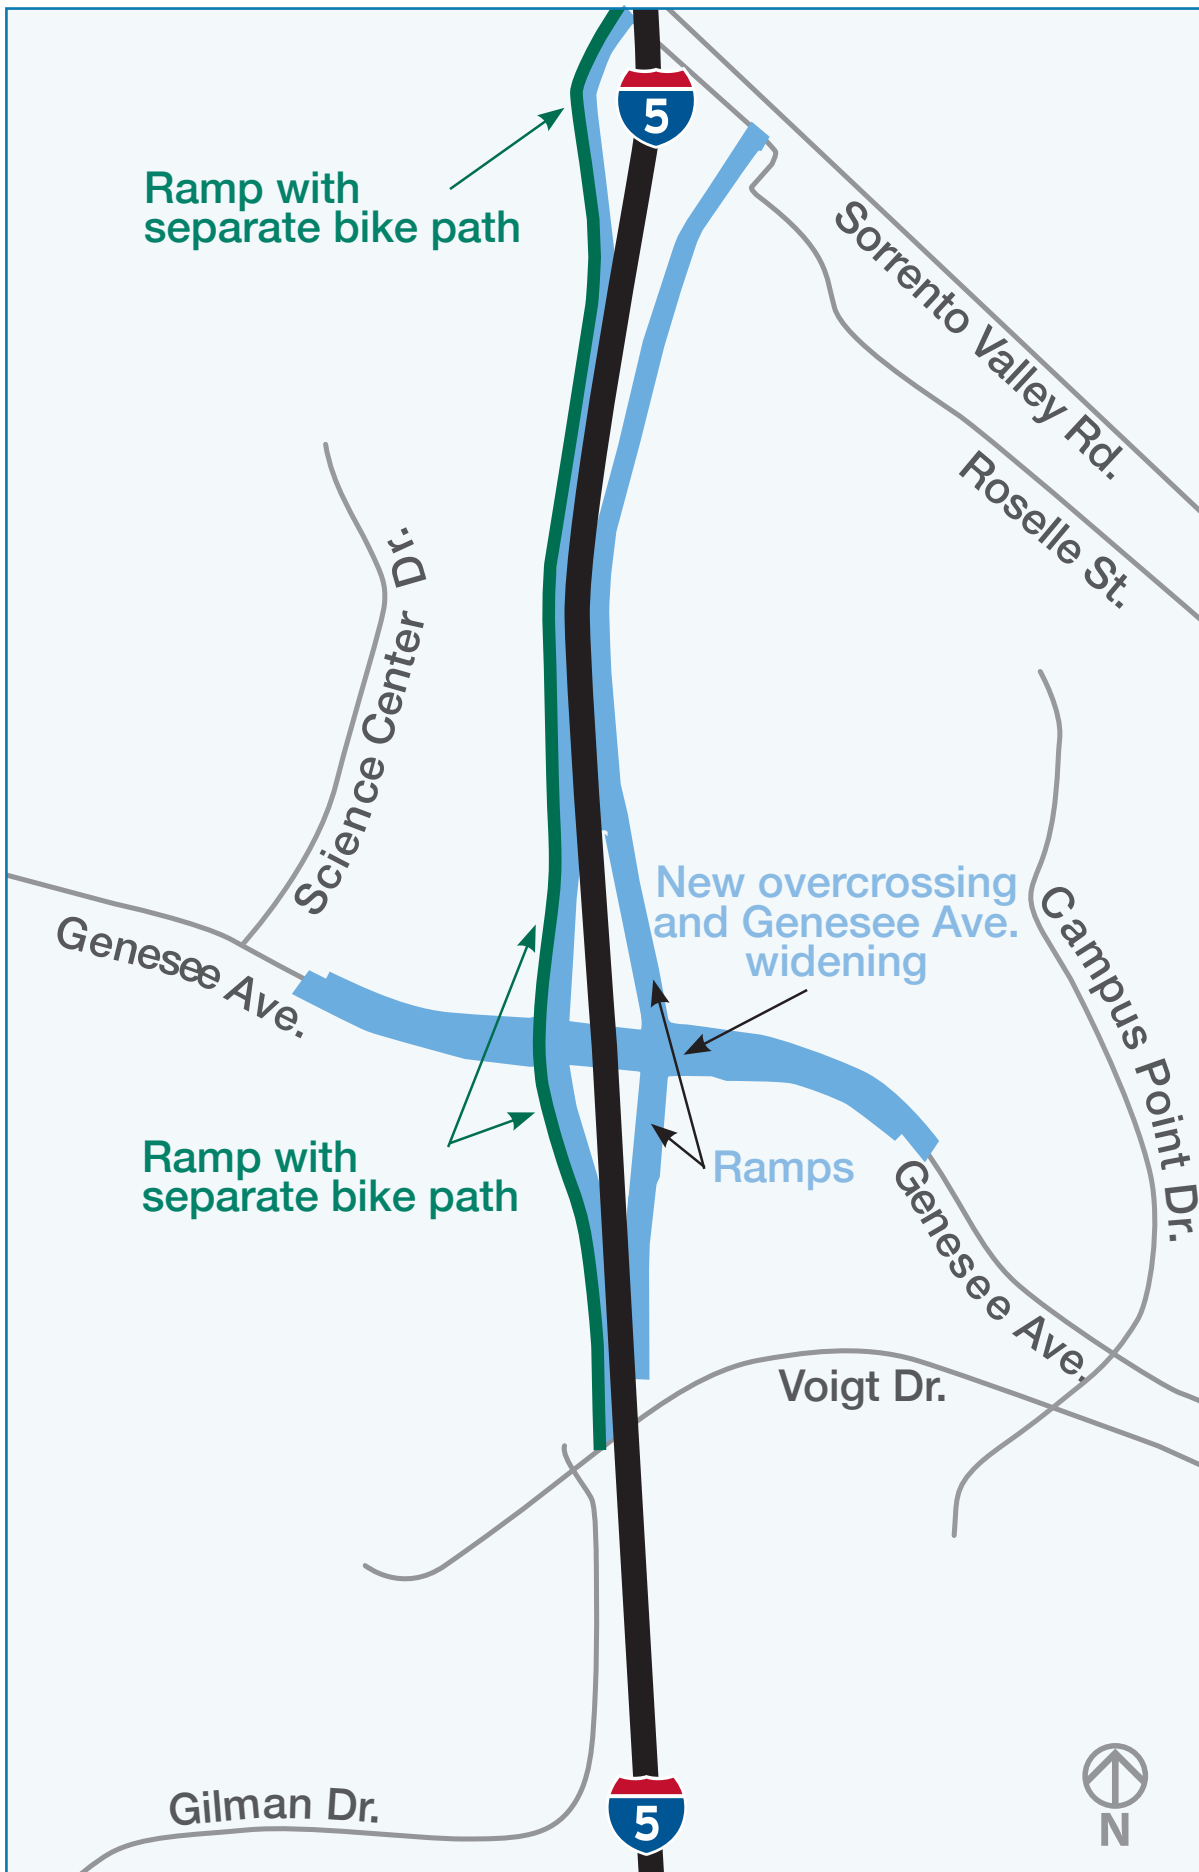 5
Ramp with
separate bike path
Sorrento Valley Rd.
Roselle St.
Science Center Dr.
New overcrossing
and Genesee Ave.
widening
Campus Point Dr.
Genesee Ave.
Ramp with
separate bike path
Ramps
Genesee Ave.
Voigt Dr.
Gilman Dr.
5
N